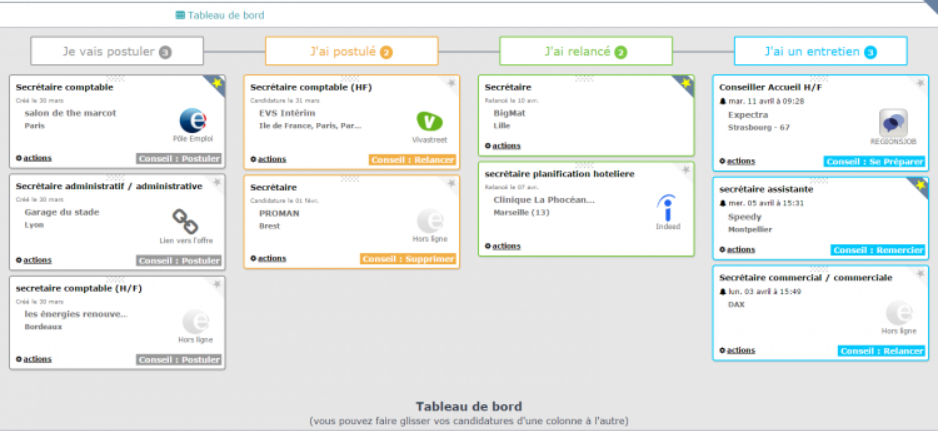 Tableau de bord
Je vais postuler 3
J'ai postulé 2
J'ai relancé 2
J'ai un entretien 3
Secrétaire comptable
Créé le 30 mars
salon de the marcot
Paris
Pôle Emploi
actions
Conseil : Postuler
Secrétaire administratif / administrative
Créé le 30 mars
Garage du stade
Lyon
Lien vers l'offre
actions
Conseil : Postuler
secretaire comptable (H/F)
Créé le 30 mars
les énergies renouve...
Bordeaux
Hors ligne
actions
Conseil : Postuler
Secrétaire comptable (HF)
Candidature le 31 mars
EVS Intérim
Ile de France, Paris, Par...
Vivastreet
actions
Conseil : Relancer
Secrétaire
Candidature le 01 févr.
PROMAN
Brest
Hors ligne
actions
Conseil : Supprimer
Secrétaire
Relancé le 10 avr.
BigMat
Lille
actions
secrétaire planification hoteliere
Relancé le 07 avr.
Clinique La Phocéan...
Marseille (13)
Indeed
actions
Conseiller Accueil H/F
mar. 11 avril à 09:28
Expectra
Strasbourg - 67
REGIONSJOB
actions
Conseil : Se Préparer
secrétaire assistante
mer. 05 avril à 15:31
Speedy
Montpellier
actions
Conseil : Remercier
Secrétaire commercial / commerciale
lun. 03 avril à 15:49
DAX
Hors ligne
actions
Conseil : Relancer
Tableau de bord
(vous pouvez faire glisser vos candidatures d'une colonne à l'autre)